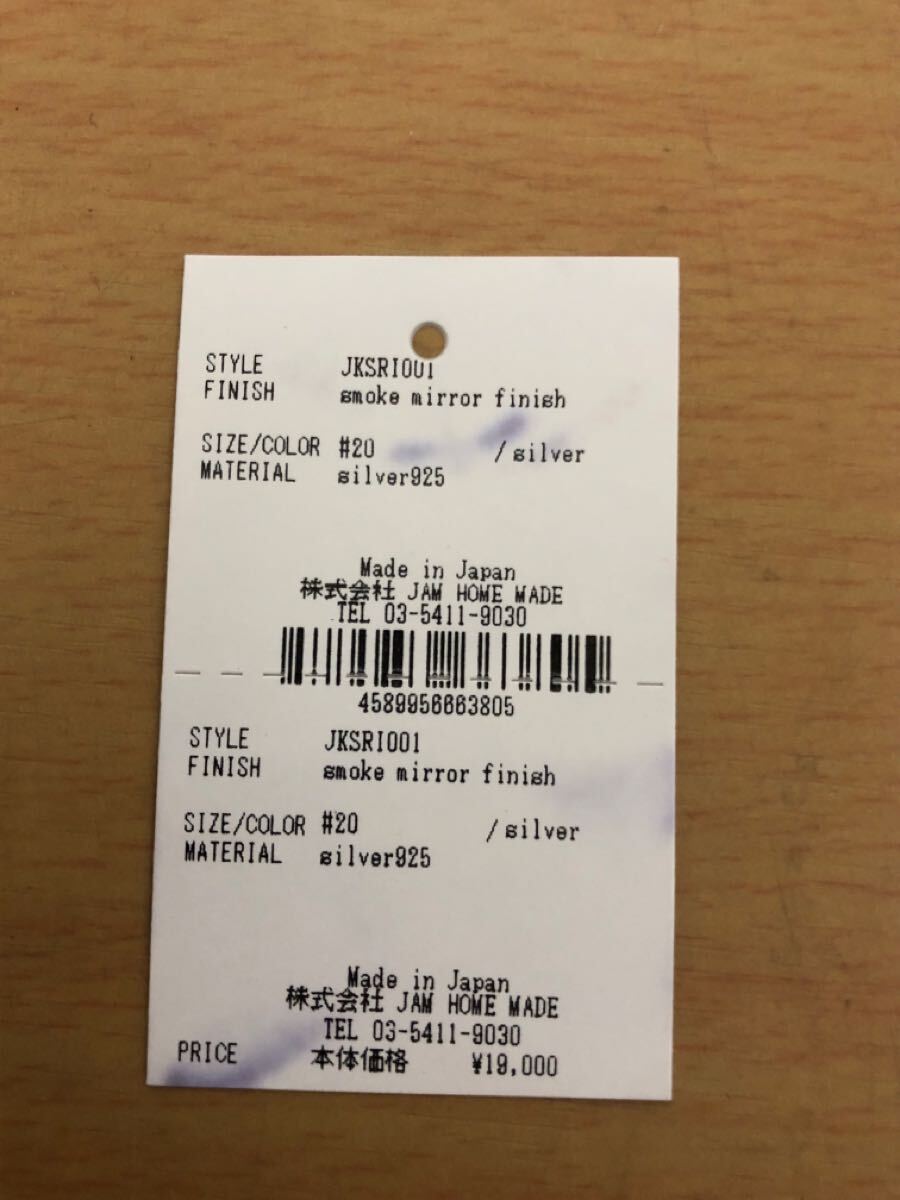 STYLE JKSRI001
FINISH smoke mirror finish
SIZE/COLOR #20 /silver
MATERIAL silver925
Made in Japan
株式会社 JAM HOME MADE
TEL 03-5411-9030
4589956663805
STYLE JKSRI001
FINISH smoke mirror finish
SIZE/COLOR #20 /silver
MATERIAL silver925
Made in Japan
株式会社 JAM HOME MADE
TEL 03-5411-9030
PRICE 本体価格 ¥19,000